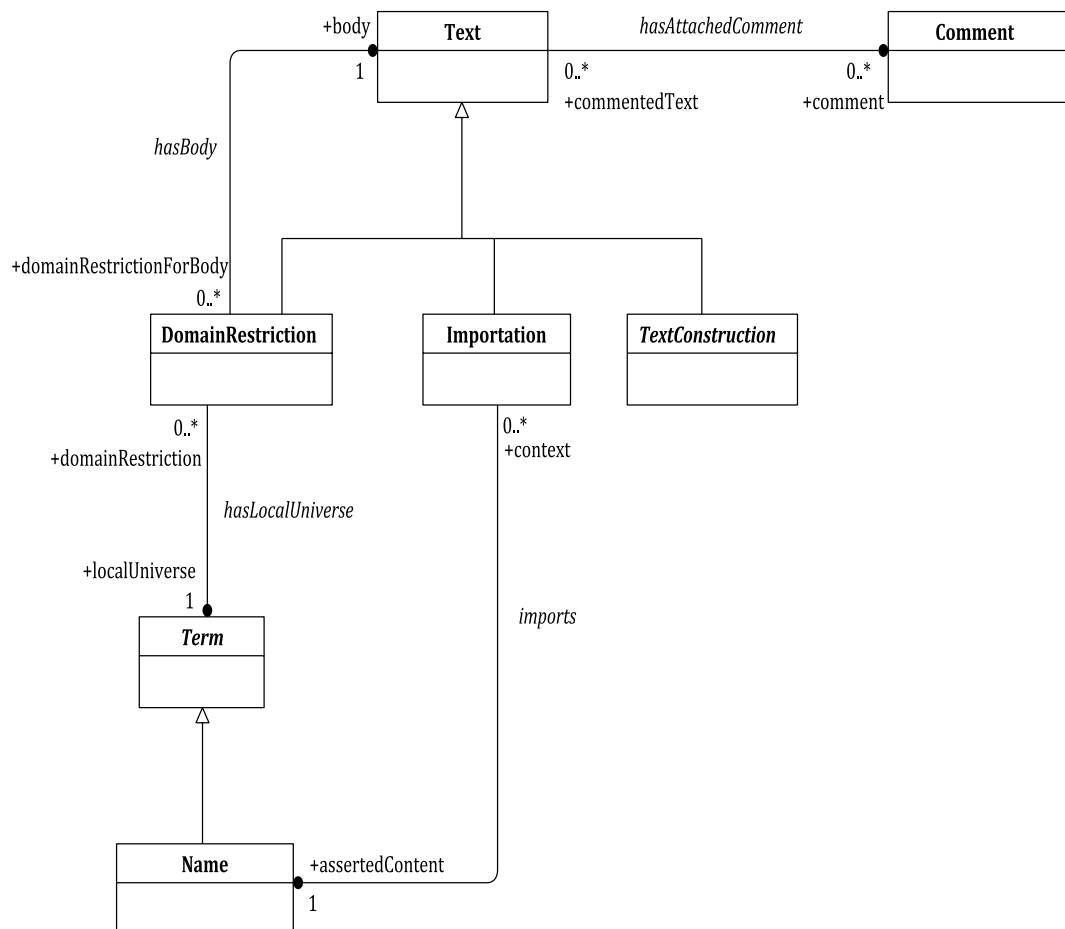 +body
Text
hasAttachedComment
Comment
1
0..*
0..*
+commentedText
+comment
hasBody
+domainRestrictionForBody
0..*
DomainRestriction
Importation
TextConstruction
0..*
0..*
+domainRestriction
+context
hasLocalUniverse
+localUniverse
1
imports
Term
Name
+assertedContent
1